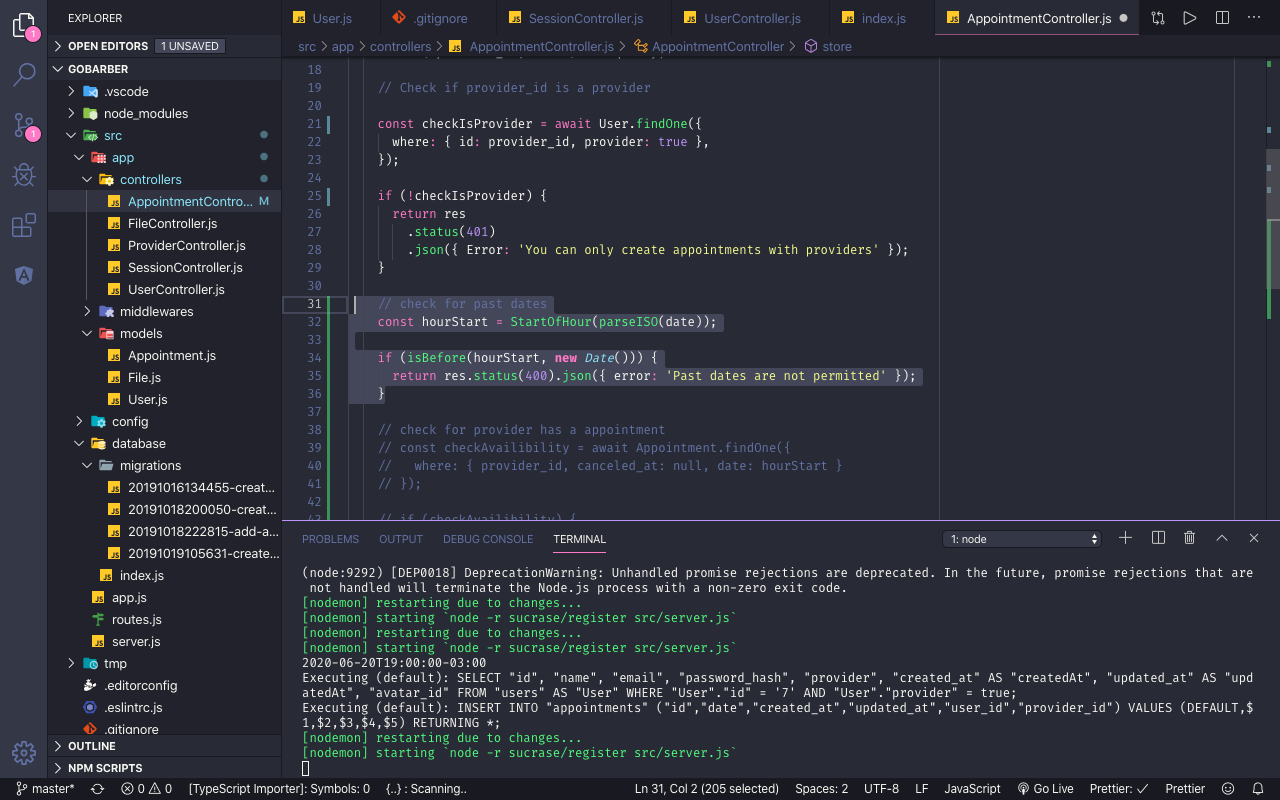 EXPLORER
User.js
.gitignore
SessionController.js
UserController.js
index.js
AppointmentController.js
OPEN EDITORS 1 UNSAVED
src > app > controllers > AppointmentController.js > AppointmentController > store
GOBARBER
.vscode
node_modules
src
app
controllers
AppointmentContro... M
FileController.js
ProviderController.js
SessionController.js
UserController.js
middlewares
models
Appointment.js
File.js
User.js
config
database
migrations
20191016134455-creat...
20191018200050-creat...
20191018222815-add-a...
20191019105631-create...
index.js
app.js
routes.js
server.js
tmp
.editorconfig
.eslintrc.js
.gitignore
OUTLINE
NPM SCRIPTS
1
1
18
19 // Check if provider_id is a provider
20
21 const checkIsProvider = await User.findOne({
22 where: { id: provider_id, provider: true },
23 });
24
25 if (!checkIsProvider) {
26 return res
27 .status(401)
28 .json({ Error: 'You can only create appointments with providers' });
29 }
30
31 // check for past dates
32 const hourStart = StartOfHour(parseISO(date));
33
34 if (isBefore(hourStart, new Date())) {
35 return res.status(400).json({ error: 'Past dates are not permitted' });
36 }
37
38 // check for provider has a appointment
39 // const checkAvailibility = await Appointment.findOne({
40 // where: { provider_id, canceled_at: null, date: hourStart }
41 // });
42
43 // if (checkAvailibility) {
PROBLEMS OUTPUT DEBUG CONSOLE TERMINAL 1: node
(node:9292) [DEP0018] DeprecationWarning: Unhandled promise rejections are deprecated. In the future, promise rejections that are
not handled will terminate the Node.js process with a non-zero exit code.
[nodemon] restarting due to changes...
[nodemon] starting `node -r sucrase/register src/server.js`
[nodemon] restarting due to changes...
[nodemon] starting `node -r sucrase/register src/server.js`
2020-06-20T19:00:00-03:00
Executing (default): SELECT "id", "name", "email", "password_hash", "provider", "created_at" AS "createdAt", "updated_at" AS "upd
atedAt", "avatar_id" FROM "users" AS "User" WHERE "User"."id" = '7' AND "User"."provider" = true;
Executing (default): INSERT INTO "appointments" ("id","date","created_at","updated_at","user_id","provider_id") VALUES (DEFAULT,$
1,$2,$3,$4,$5) RETURNING *;
[nodemon] restarting due to changes...
[nodemon] starting `node -r sucrase/register src/server.js`
master* 0 0 [TypeScript Importer]: Symbols: 0 {..} : Scanning.. Ln 31, Col 2 (205 selected) Spaces: 2 UTF-8 LF JavaScript Go Live Prettier: ✓ Prettier